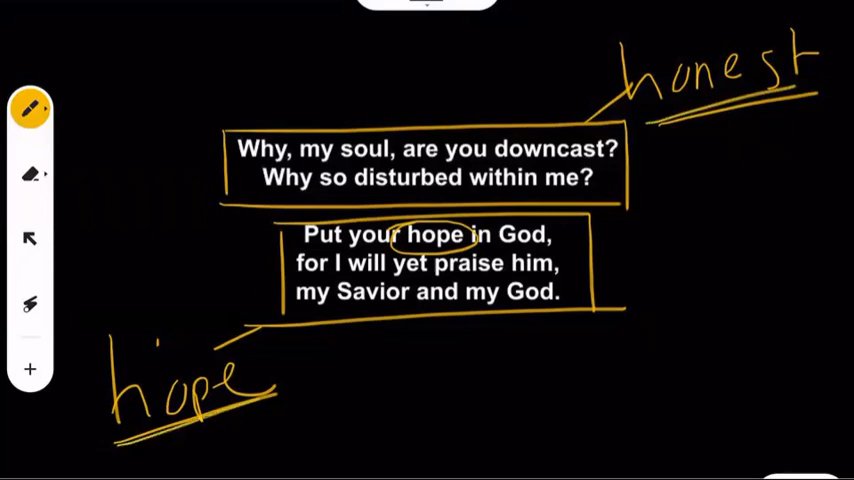 honest
Why, my soul, are you downcast?
Why so disturbed within me?
Put your hope in God,
for I will yet praise him,
my Savior and my God.
hope